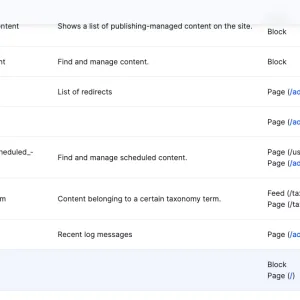 ontent
Shows a list of publishing-managed content on the site.
Block
nt
Find and manage content.
Block
List of redirects
Page (/ad
Page (/ad
heduled_-
Find and manage scheduled content.
Page (/us
Page (/ac
m
Content belonging to a certain taxonomy term.
Feed (/ta
Page (/ta
Recent log messages
Page (/ad
Block
Page (/)